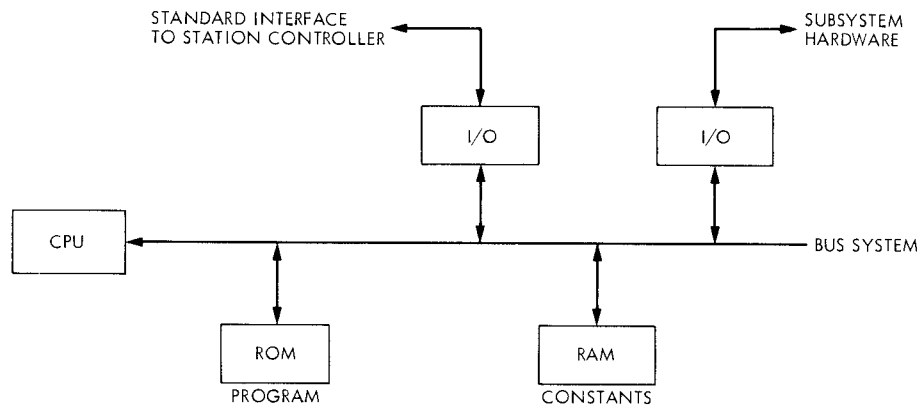 STANDARD INTERFACE
TO STATION CONTROLLER
SUBSYSTEM
HARDWARE
I/O
I/O
CPU
BUS SYSTEM
ROM
RAM
PROGRAM
CONSTANTS